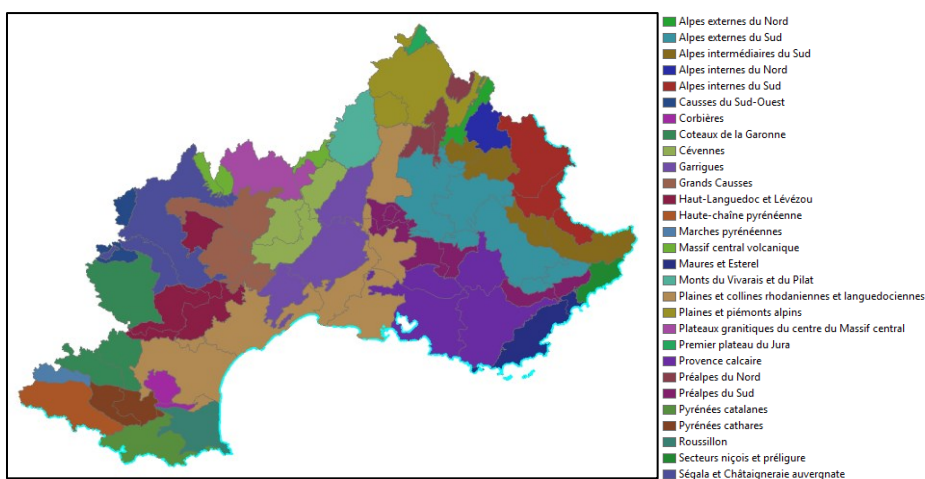 Alpes externes du Nord
Alpes externes du Sud
Alpes intermédiaires du Sud
Alpes internes du Nord
Alpes internes du Sud
Causses du Sud-Ouest
Corbières
Coteaux de la Garonne
Cévennes
Garrigues
Grands Causses
Haut-Languedoc et Lévézou
Haute-chaîne pyrénéenne
Marches pyrénéennes
Massif central volcanique
Maures et Esterel
Monts du Vivarais et du Pilat
Plaines et collines rhodaniennes et languedociennes
Plaines et piémonts alpins
Plateaux granitiques du centre du Massif central
Premier plateau du Jura
Provence calcaire
Préalpes du Nord
Préalpes du Sud
Pyrénées catalanes
Pyrénées cathares
Roussillon
Secteurs niçois et préligure
Ségala et Châtaigneraie auvergnate